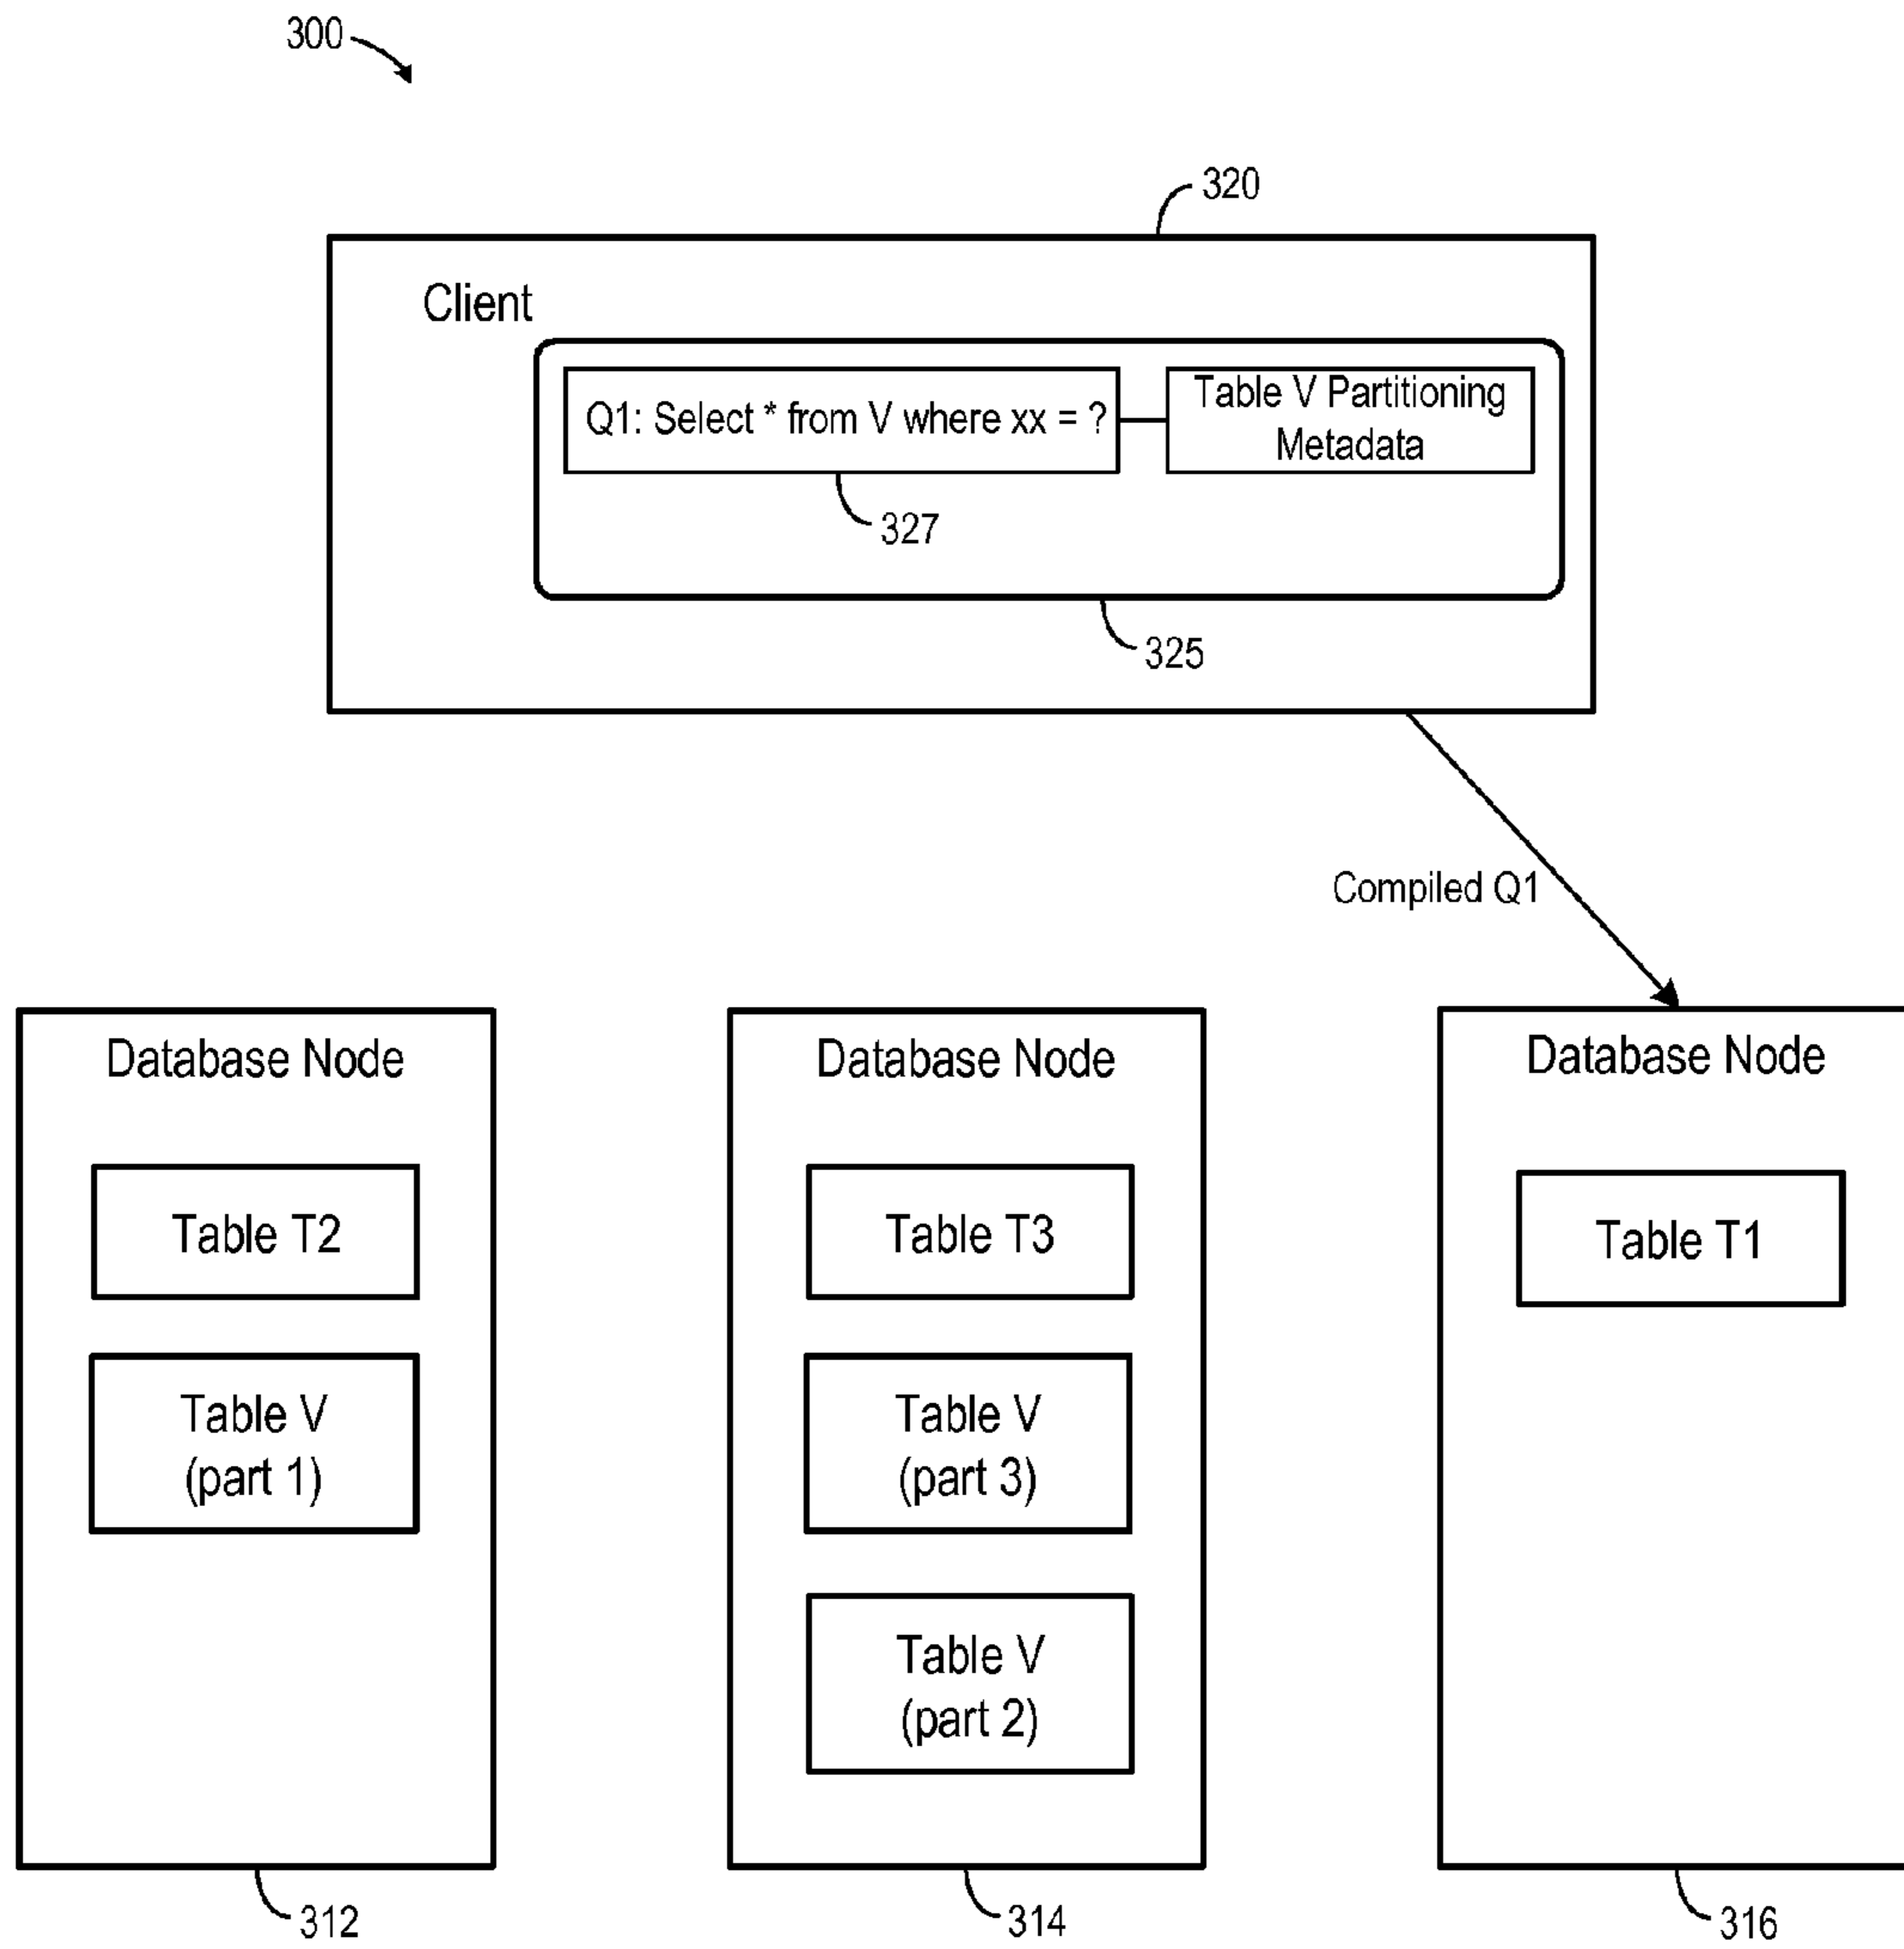 300
320
Client
Q1: Select * from V where xx = ?
Table V Partitioning
Metadata
327
325
Compiled Q1
Database Node
Table T2
Table V
(part 1)
312
Database Node
Table T3
Table V
(part 3)
Table V
(part 2)
314
Database Node
Table T1
316